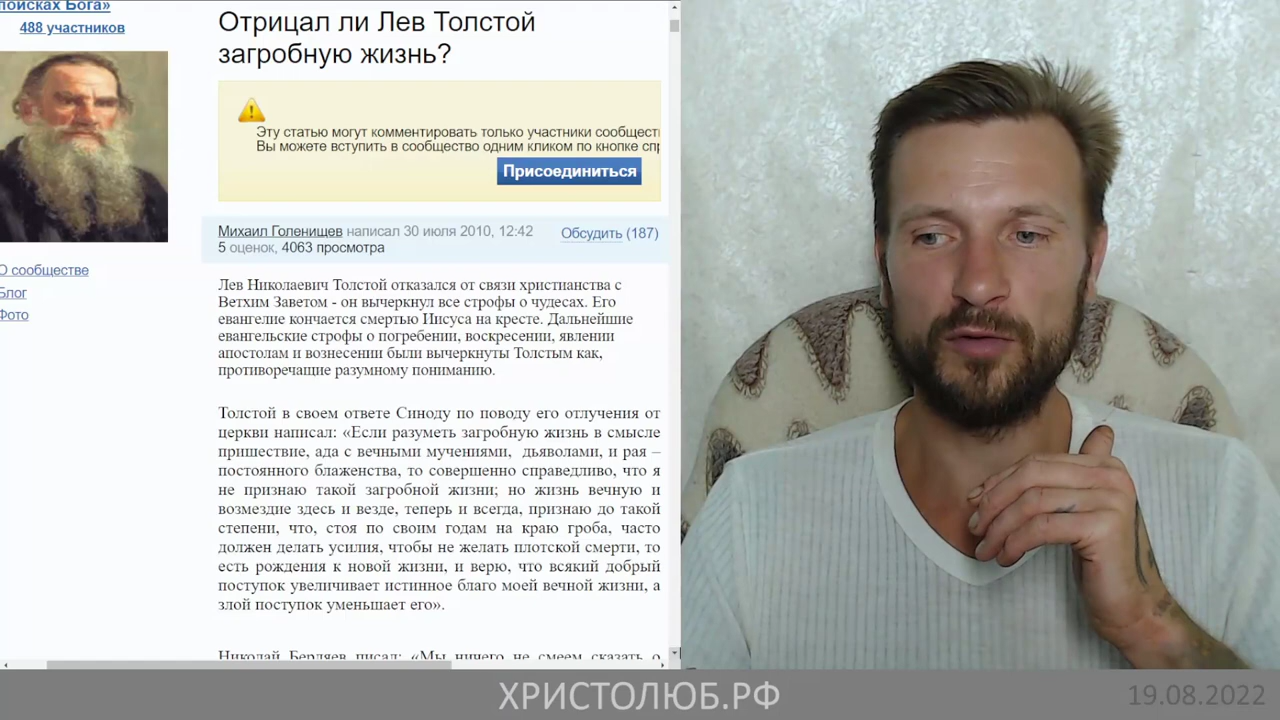 поисках Бога»
488 участников
О сообществе
Блог
Фото
Отрицал ли Лев Толстой
загробную жизнь?
Эту статью могут комментировать только участники сообщест
Вы можете вступить в сообщество одним кликом по кнопке спр
Присоединиться
Михаил Голенищев написал 30 июля 2010, 12:42
5 оценок, 4063 просмотра
Обсудить (187)
Лев Николаевич Толстой отказался от связи христианства с
Ветхим Заветом - он вычеркнул все строфы о чудесах. Его
евангелие кончается смертью Иисуса на кресте. Дальнейшие
евангельские строфы о погребении, воскресении, явлении
апостолам и вознесении были вычеркнуты Толстым как,
противоречащие разумному пониманию.
Толстой в своем ответе Синоду по поводу его отлучения от
церкви написал: «Если разуметь загробную жизнь в смысле
пришествие, ада с вечными мучениями, дьяволами, и рая –
постоянного блаженства, то совершенно справедливо, что я
не признаю такой загробной жизни; но жизнь вечную и
возмездие здесь и везде, теперь и всегда, признаю до такой
степени, что, стоя по своим годам на краю гроба, часто
должен делать усилия, чтобы не желать плотской смерти, то
есть рождения к новой жизни, и верю, что всякий добрый
поступок увеличивает истинное благо моей вечной жизни, а
злой поступок уменьшает его».
Николай Бердяев писал: «Мы ничего не смеем сказать о
ХРИСТОЛЮБ.РФ
19.08.2022